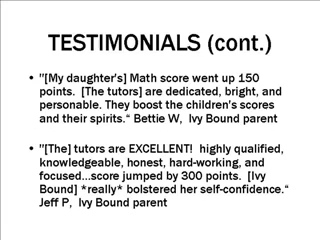 TESTIMONIALS (cont.)
• "[My daughter's] Math score went up 150
points.  [The tutors] are dedicated, bright, and
personable. They boost the children's scores
and their spirits.“ Bettie W,  Ivy Bound parent
• "[The] tutors are EXCELLENT!  highly qualified,
knowledgeable, honest, hard-working, and
focused...score jumped by 300 points.  [Ivy
Bound] *really* bolstered her self-confidence.“
Jeff P,  Ivy Bound parent